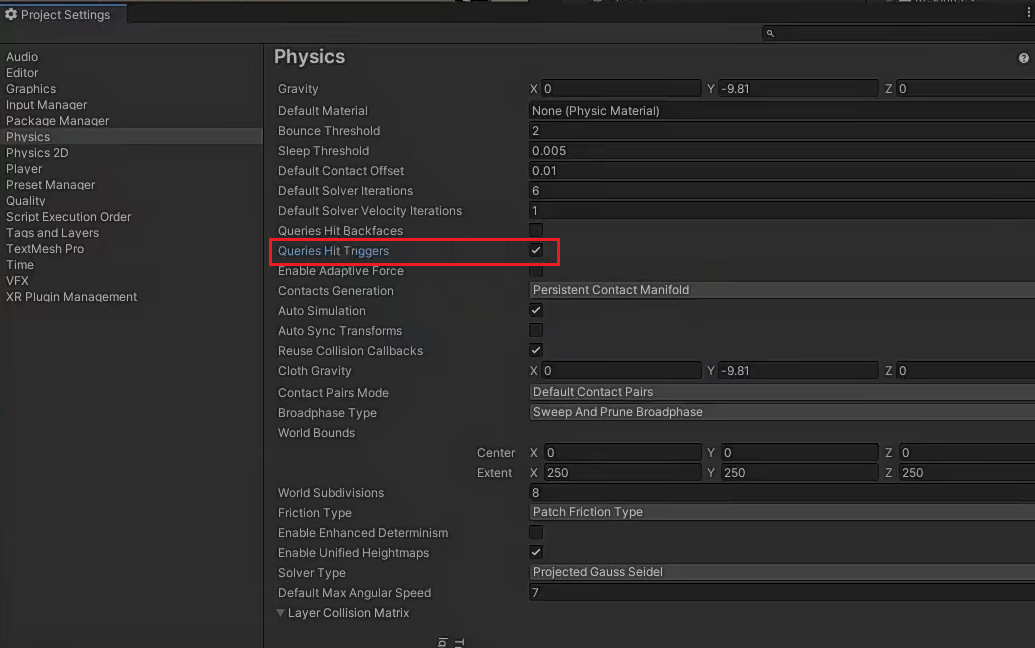 Project Settings
Audio
Editor
Graphics
Input Manager
Package Manager
Physics
Physics 2D
Player
Preset Manager
Quality
Script Execution Order
Tags and Layers
TextMesh Pro
Time
VFX
XR Plugin Management
Physics
Gravity X 0 Y -9.81 Z 0
Default Material None (Physic Material)
Bounce Threshold 2
Sleep Threshold 0.005
Default Contact Offset 0.01
Default Solver Iterations 6
Default Solver Velocity Iterations 1
Queries Hit Backfaces
Queries Hit Triggers
Enable Adaptive Force
Contacts Generation Persistent Contact Manifold
Auto Simulation
Auto Sync Transforms
Reuse Collision Callbacks
Cloth Gravity X 0 Y -9.81 Z 0
Contact Pairs Mode Default Contact Pairs
Broadphase Type Sweep And Prune Broadphase
World Bounds
Center X 0 Y 0 Z 0
Extent X 250 Y 250 Z 250
World Subdivisions 8
Friction Type Patch Friction Type
Enable Enhanced Determinism
Enable Unified Heightmaps
Solver Type Projected Gauss Seidel
Default Max Angular Speed 7
Layer Collision Matrix